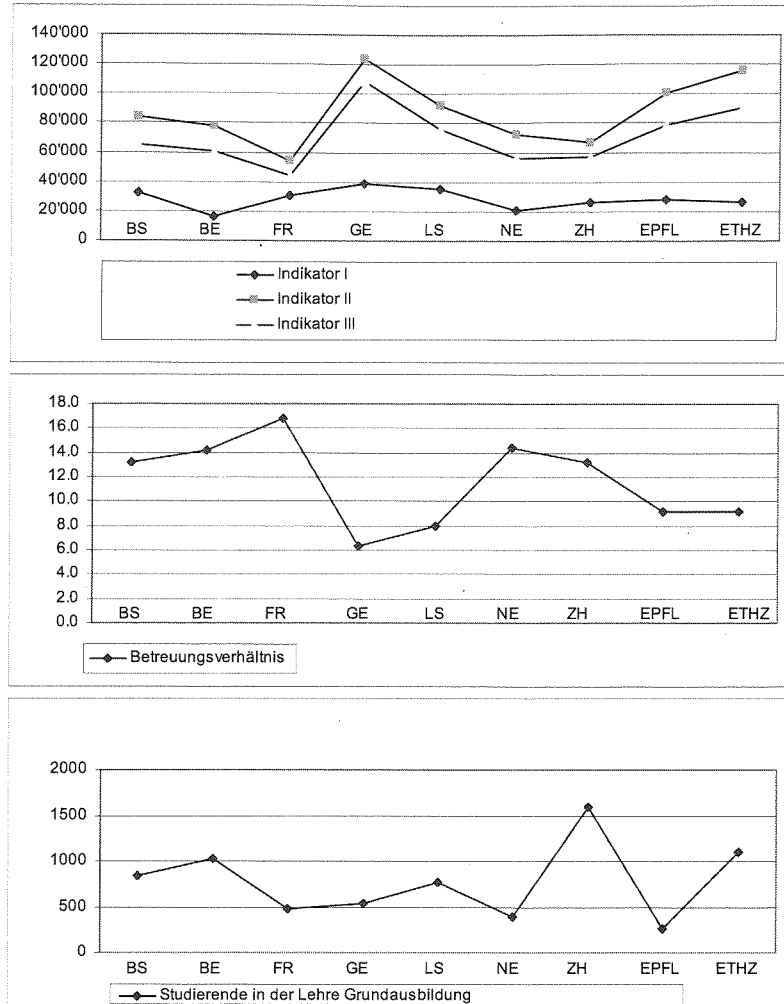 140'000
120'000
100'000
80'000
60'000
40'000
20'000
0
BS BE FR GE LS NE ZH EPFL ETHZ
Indikator I
Indikator II
Indikator III
18.0
16.0
14.0
12.0
10.0
8.0
6.0
4.0
2.0
0.0
BS BE FR GE LS NE ZH EPFL ETHZ
Betreuungsverhältnis
2000
1500
1000
500
0
BS BE FR GE LS NE ZH EPFL ETHZ
Studierende in der Lehre Grundausbildung